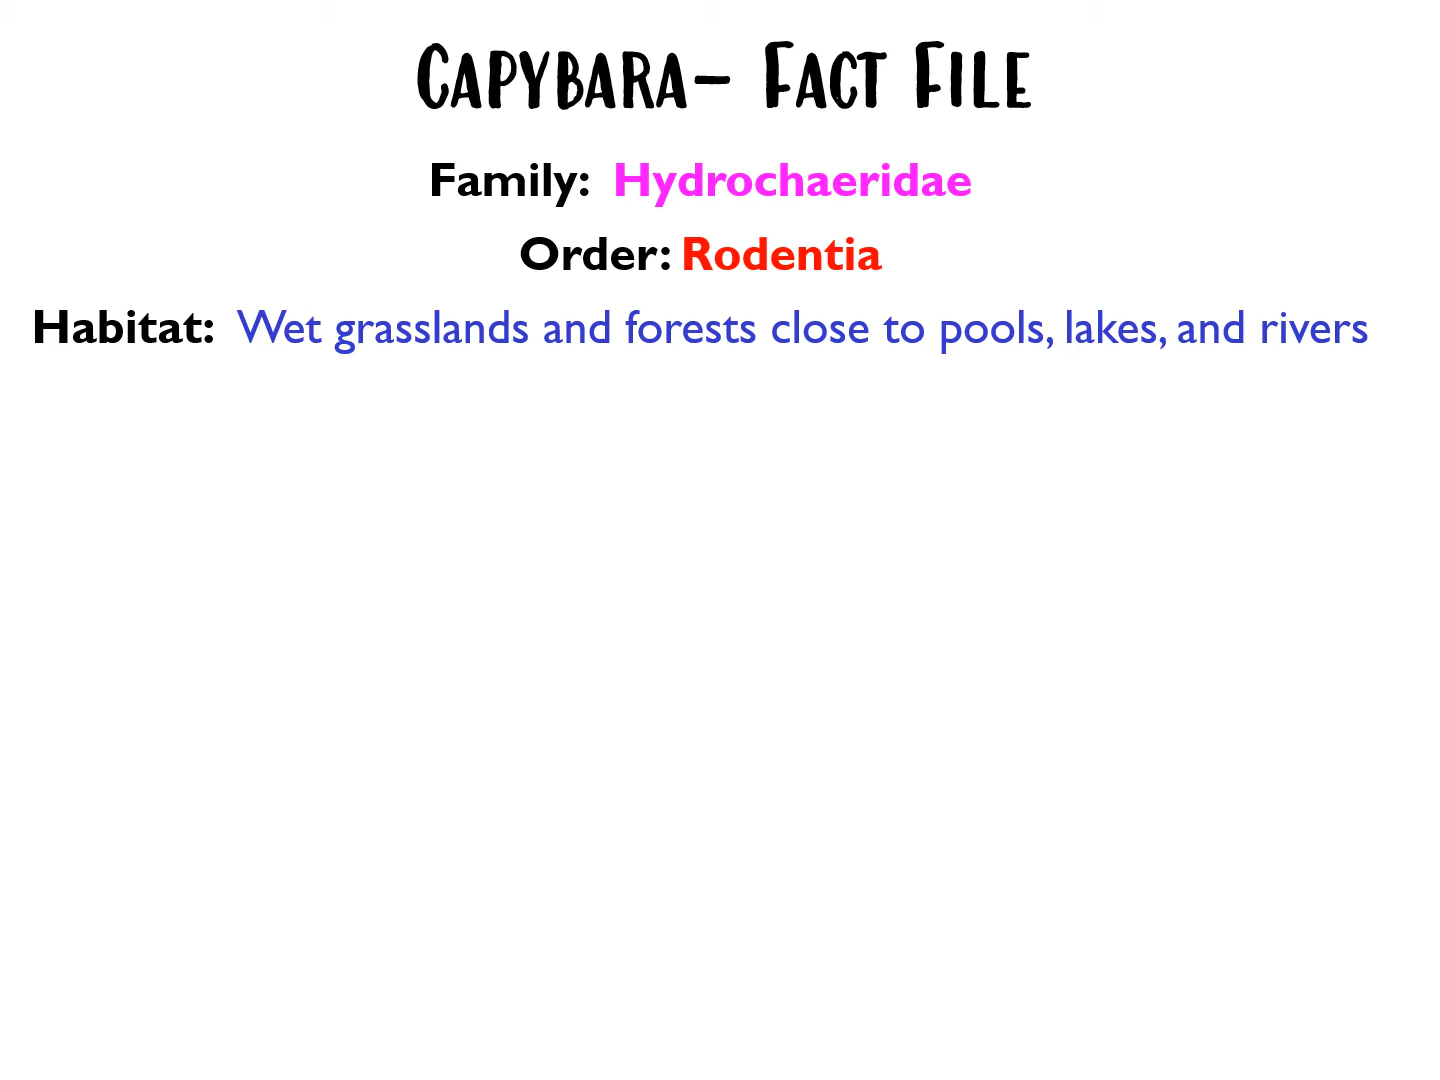 Capybara- Fact File
Family: Hydrochaeridae
Order: Rodentia
Habitat: Wet grasslands and forests close to pools, lakes, and rivers